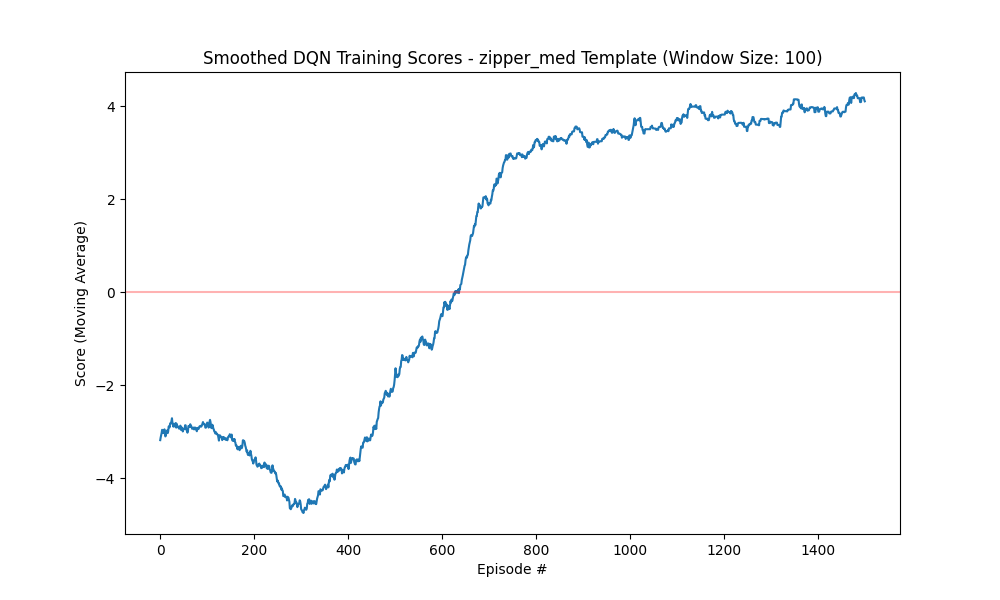 Smoothed DQN Training Scores - zipper_med Template (Window Size: 100)
Score (Moving Average)
4
2
0
−2
−4
0 200 400 600 800 1000 1200 1400
Episode #